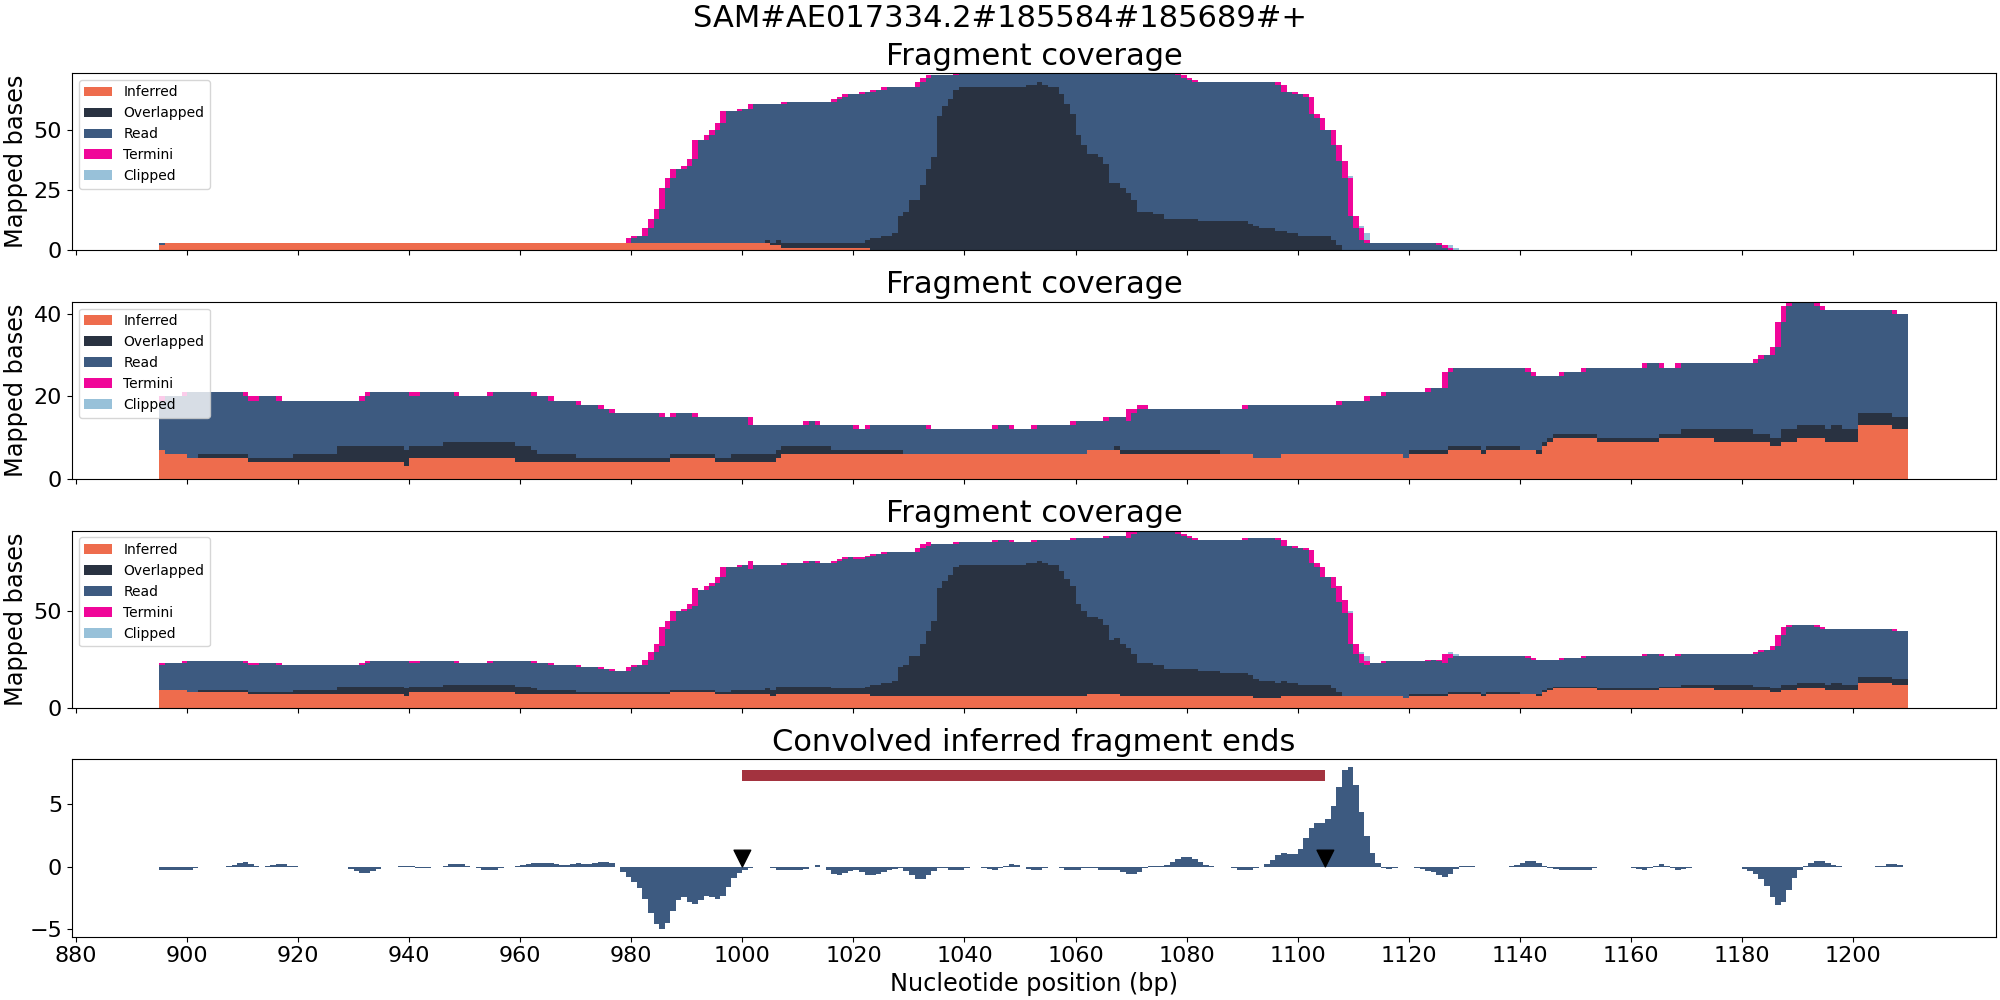 SAM#AE017334.2#185584#185689#+
Fragment coverage
Mapped bases
50
25
0
Inferred
Overlapped
Read
Termini
Clipped
Fragment coverage
Mapped bases
40
20
0
Inferred
Overlapped
Read
Termini
Clipped
Fragment coverage
Mapped bases
50
0
Inferred
Overlapped
Read
Termini
Clipped
Convolved inferred fragment ends
5
0
−5
880 900 920 940 960 980 1000 1020 1040 1060 1080 1100 1120 1140 1160 1180 1200
Nucleotide position (bp)